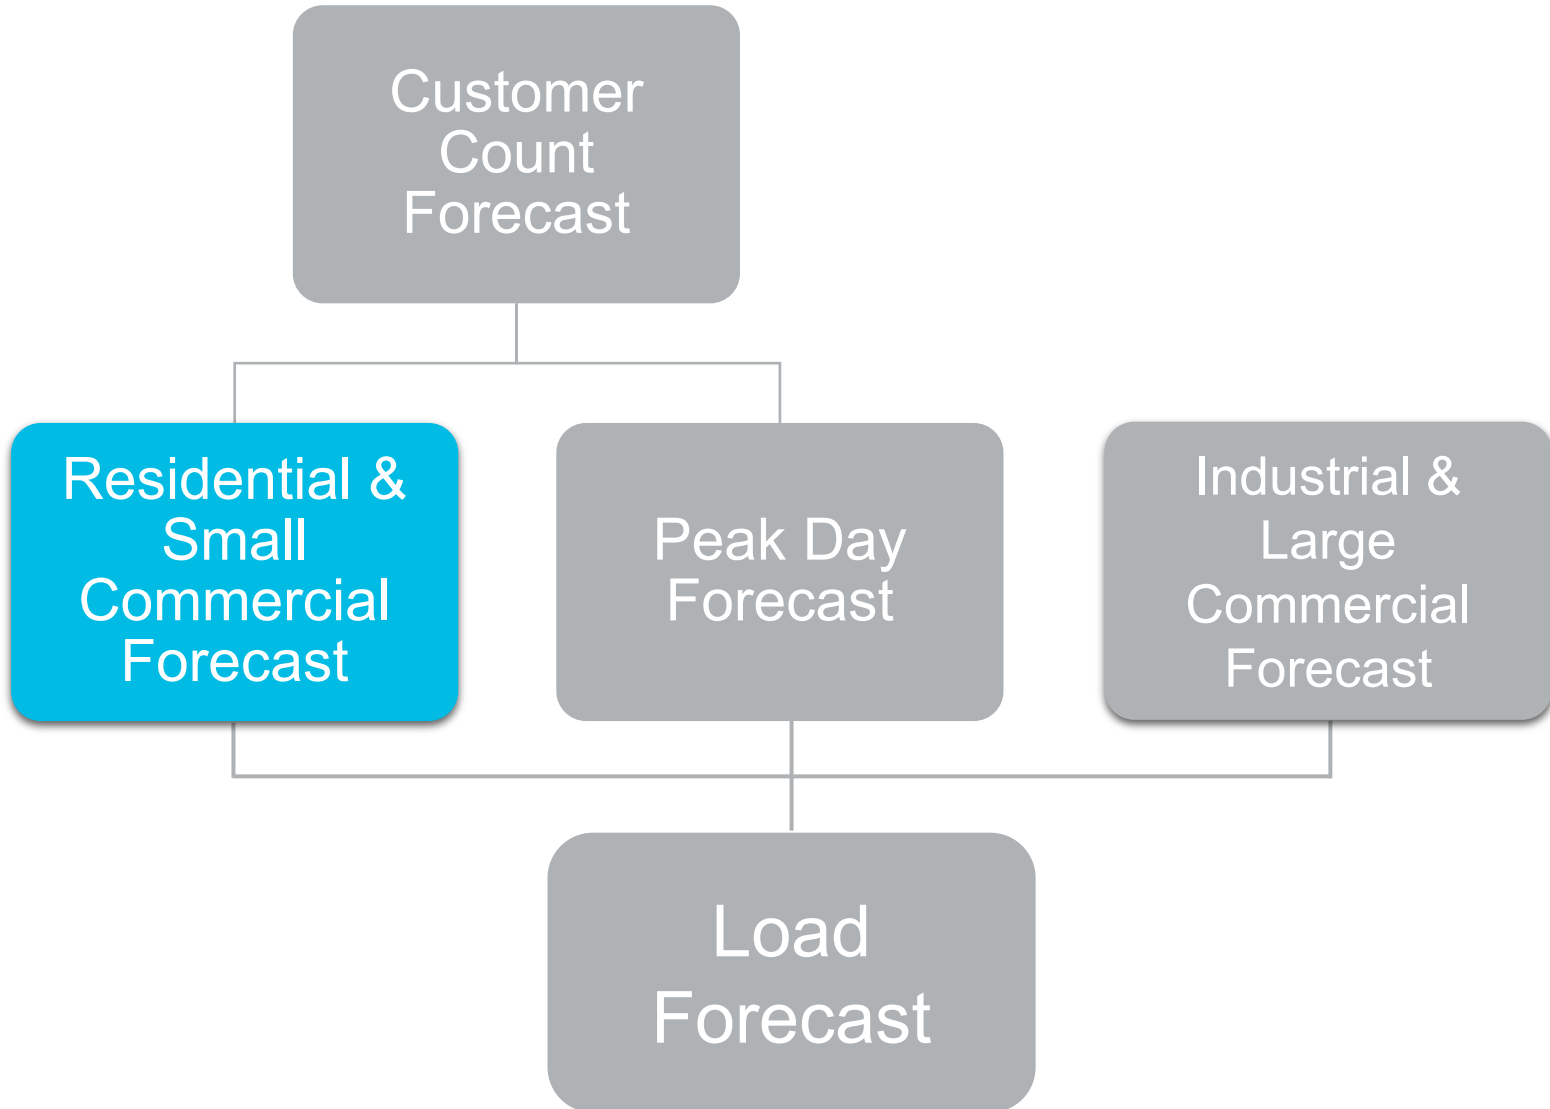 Customer
Count
Forecast
Residential &
Small
Commercial
Forecast
Peak Day
Forecast
Industrial &
Large
Commercial
Forecast
Load
Forecast